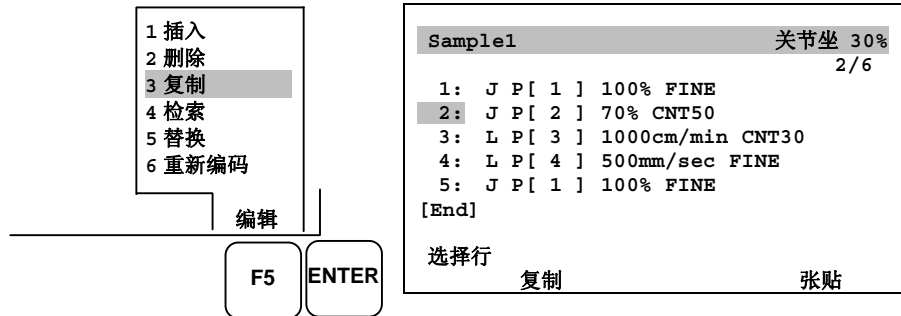 1 插入
2 删除
3 复制
4 检索
5 替换
6 重新编码
编辑
F5 ENTER
Sample1 关节坐 30%
2/6
1: J P[ 1 ] 100% FINE
2: J P[ 2 ] 70% CNT50
3: L P[ 3 ] 1000cm/min CNT30
4: L P[ 4 ] 500mm/sec FINE
5: J P[ 1 ] 100% FINE
[End]
选择行
复制 张贴